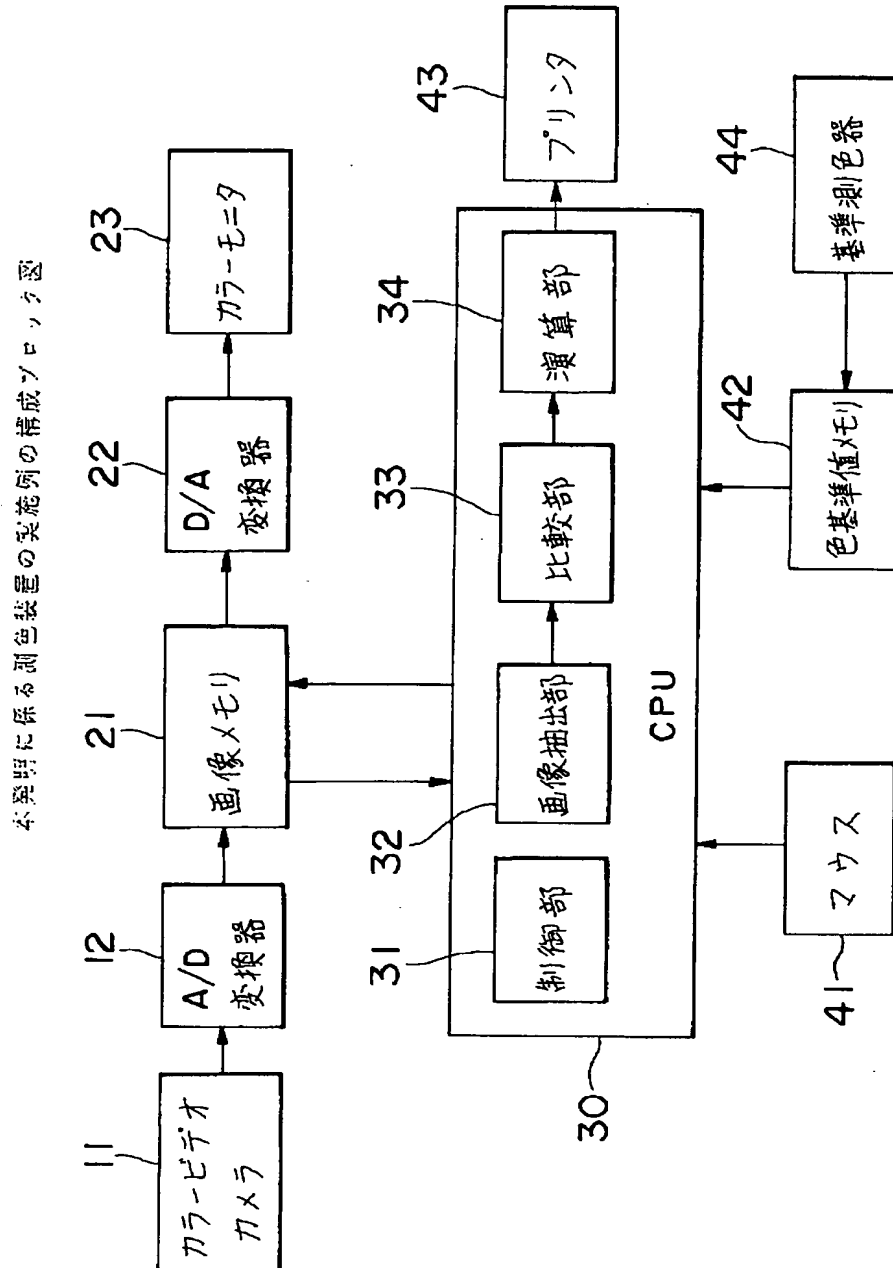 本発明に係る測色装置の実施例の構成ブロック図
11
カラービデオ
カメラ
12
A/D
変換器
21
画像メモリ
22
D/A
変換器
23
カラーモニタ
30
31
制御部
32
画像抽出部
33
比較部
34
演算部
CPU
43
プリンタ
41
マウス
42
色基準値メモリ
44
基準測色器